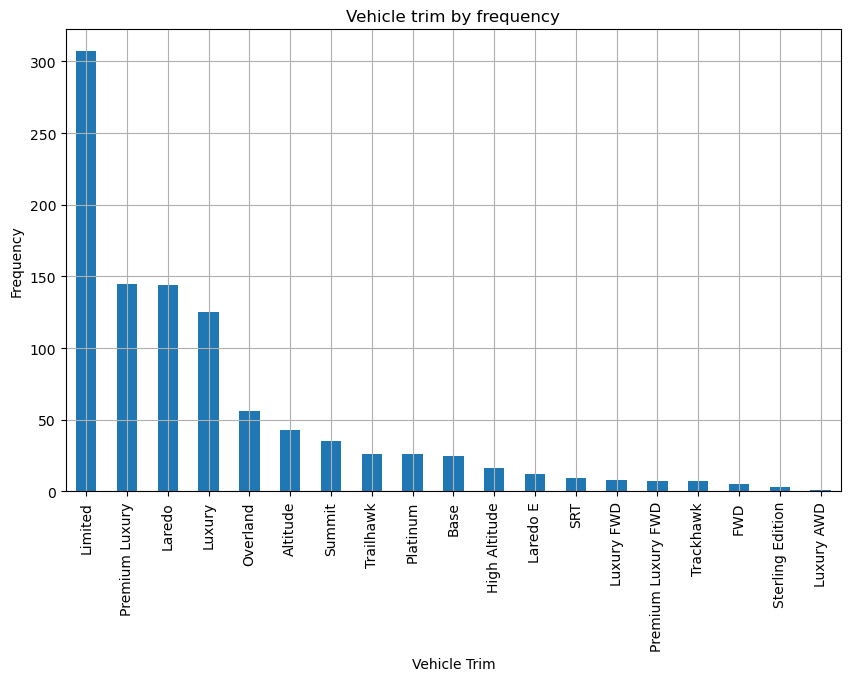 Vehicle trim by frequency
Frequency
300
250
200
150
100
50
0
Limited
Premium Luxury
Laredo
Luxury
Overland
Altitude
Summit
Trailhawk
Platinum
Base
High Altitude
Laredo E
SRT
Luxury FWD
Premium Luxury FWD
Trackhawk
FWD
Sterling Edition
Luxury AWD
Vehicle Trim